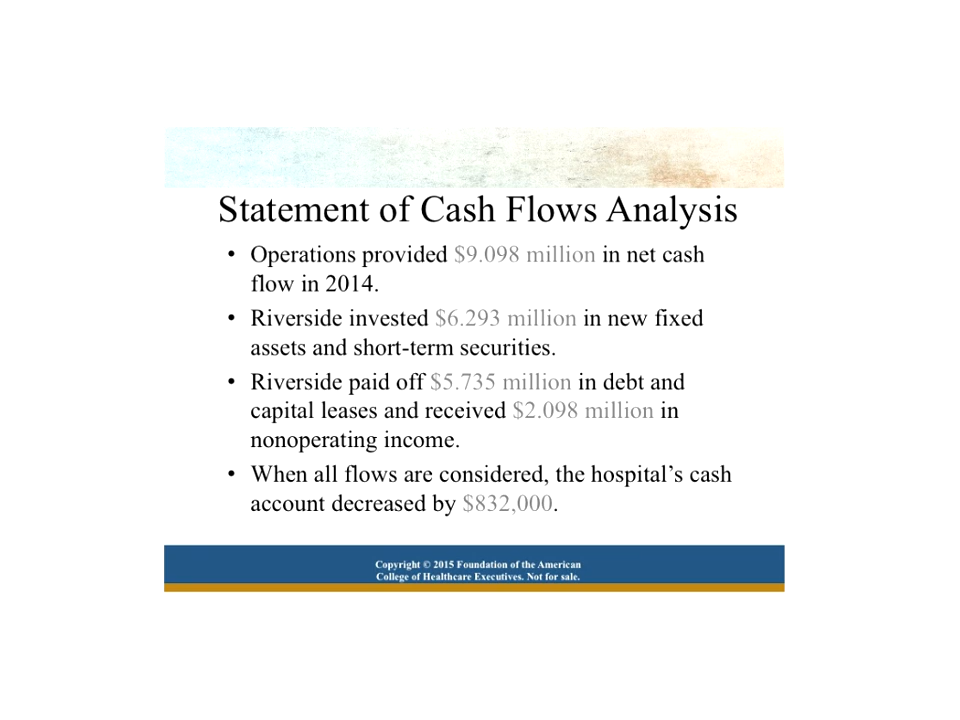 Statement of Cash Flows Analysis
• Operations provided $9.098 million in net cash
flow in 2014.
• Riverside invested $6.293 million in new fixed
assets and short-term securities.
• Riverside paid off $5.735 million in debt and
capital leases and received $2.098 million in
nonoperating income.
• When all flows are considered, the hospital’s cash
account decreased by $832,000.
Copyright © 2015 Foundation of the American
College of Healthcare Executives. Not for sale.